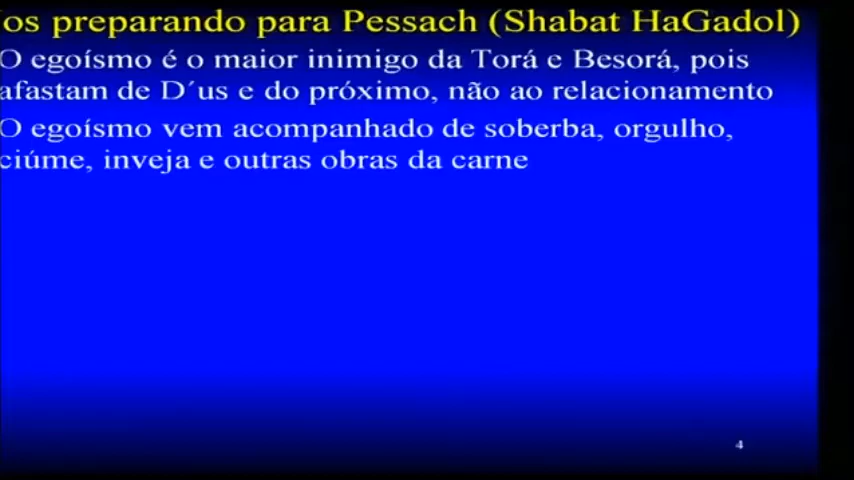 os preparando para Pessach (Shabat HaGadol)
O egoísmo é o maior inimigo da Torá e Besorá, pois
afastam de D´us e do próximo, não ao relacionamento
O egoísmo vem acompanhado de soberba, orgulho,
ciúme, inveja e outras obras da carne
4